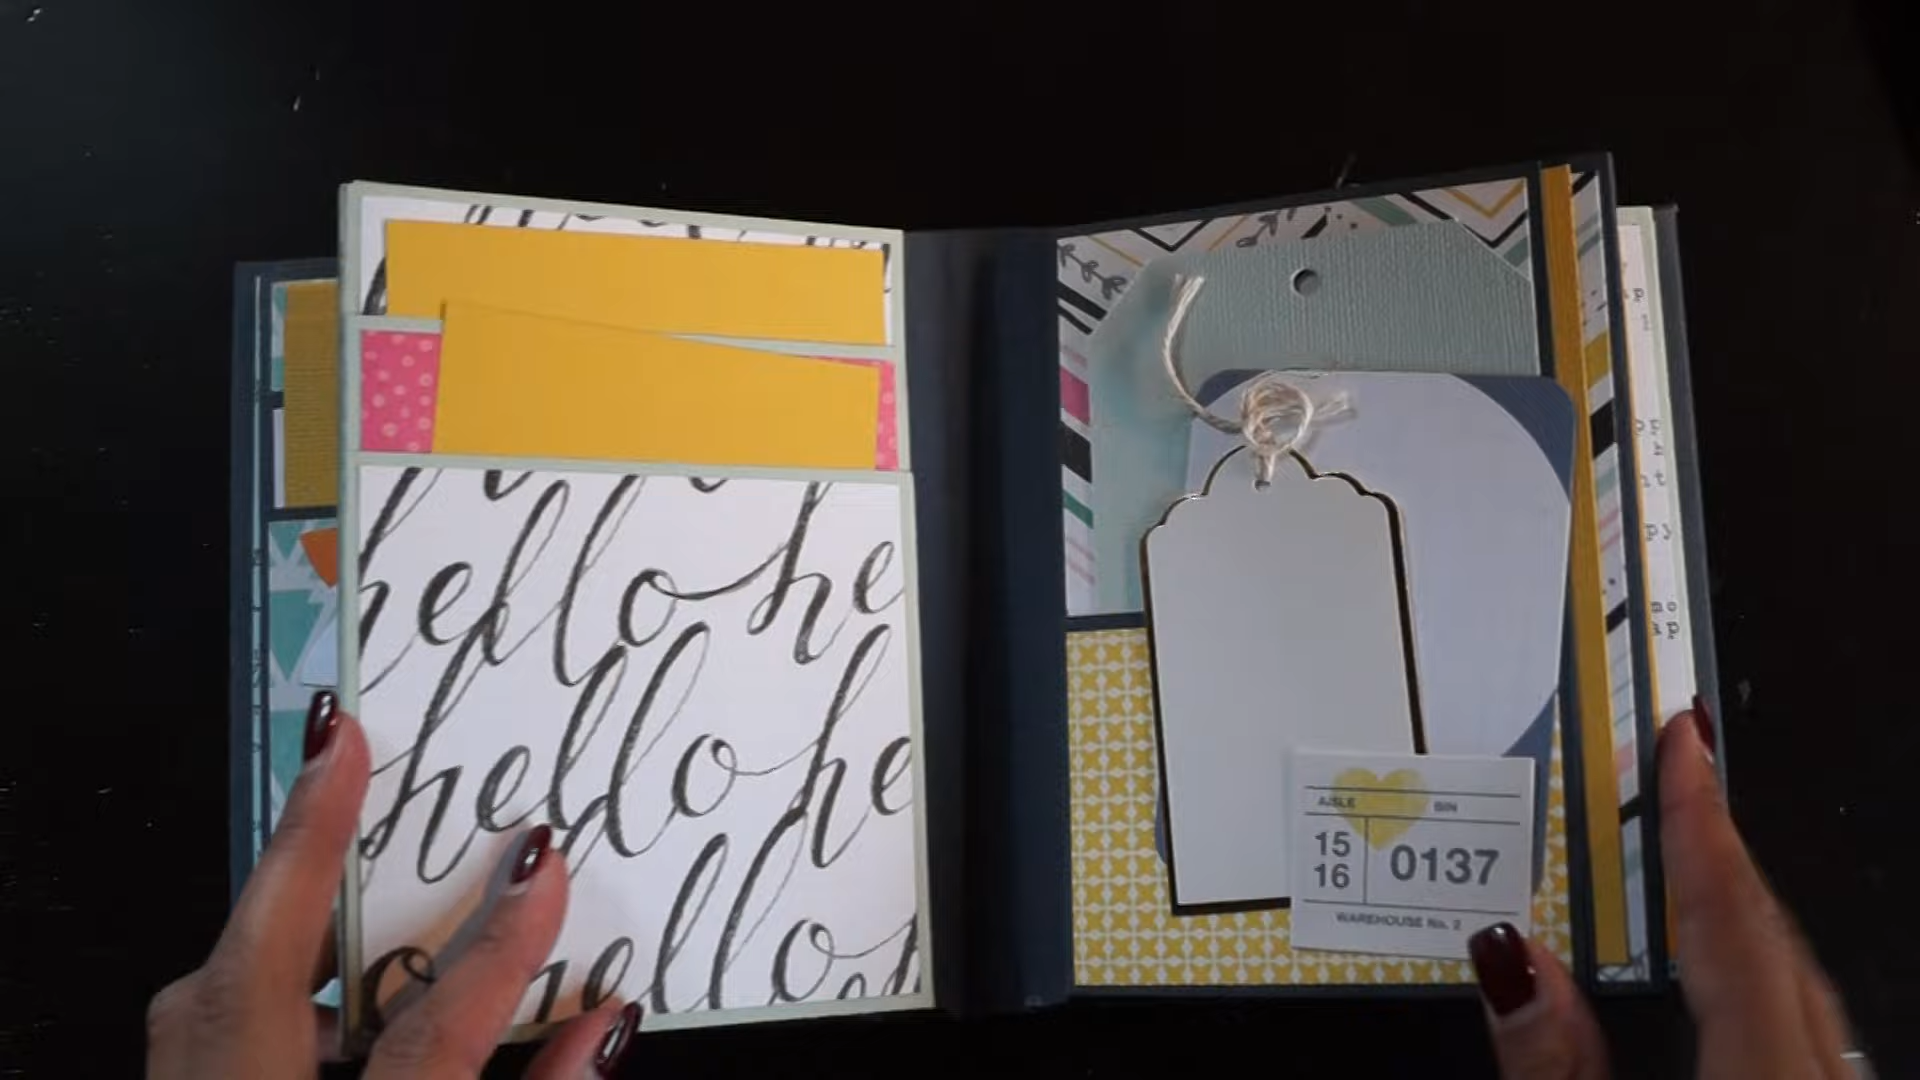 hello he
hello he
hello
AISLE BIN
15
16
0137
WAREHOUSE No. 2